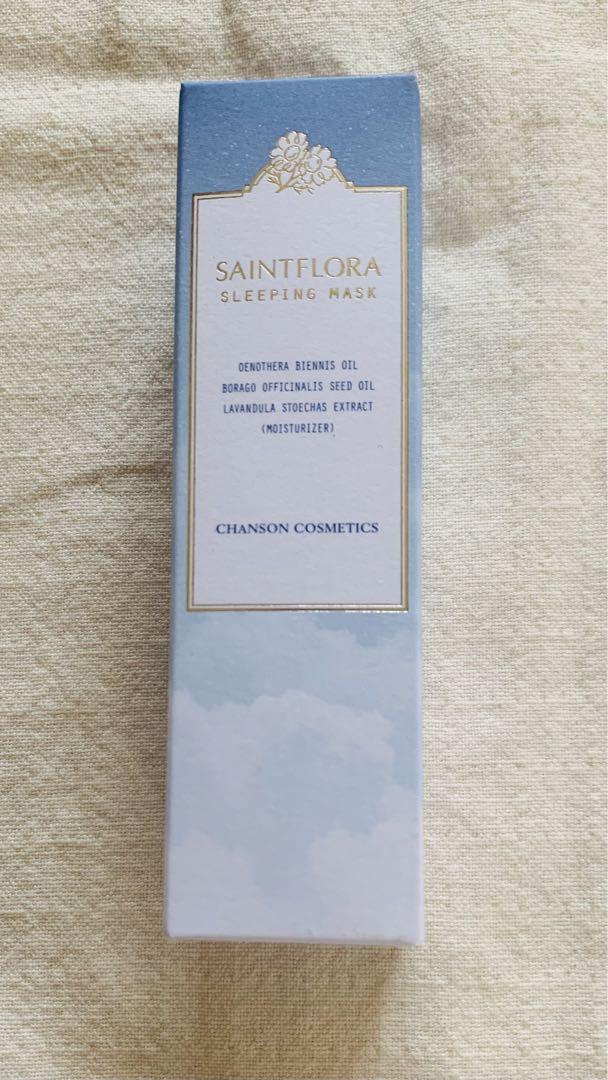 SAINTFLORA
SLEEPING MASK
OENOTHERA BIENNIS OIL
BORAGO OFFICINALIS SEED OIL
LAVANDULA STOECHAS EXTRACT
(MOISTURIZER)
CHANSON COSMETICS